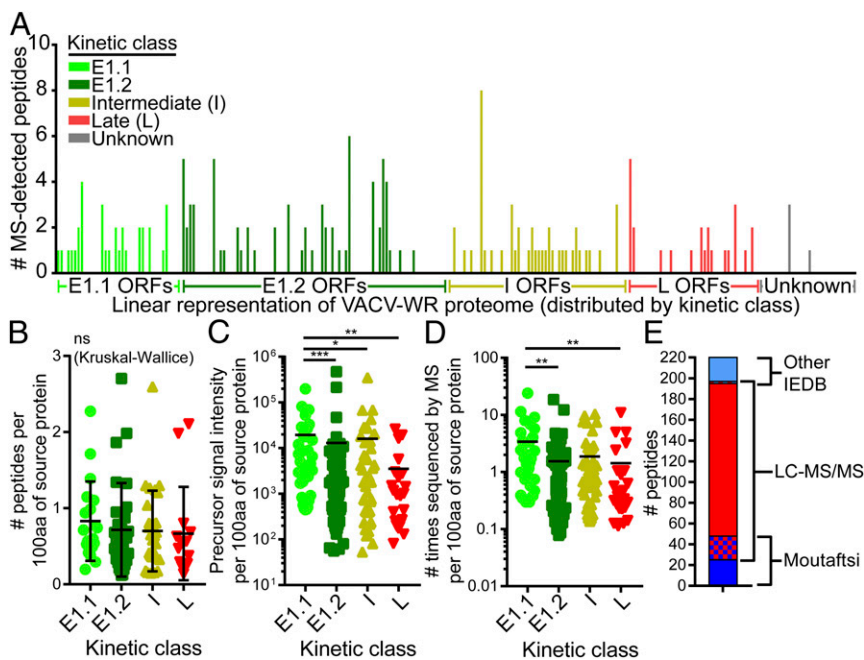 A
# MS-detected peptides
10
8
6
4
2
0
Kinetic class
E1.1
E1.2
Intermediate (I)
Late (L)
Unknown
E1.1 ORFs
E1.2 ORFs
I ORFs
L ORFs
Unknown
Linear representation of VACV-WR proteome (distributed by kinetic class)
B
ns
(Kruskal-Wallice)
# peptides per
100aa of source protein
3
2
1
0
E1.1
E1.2
I
L
Kinetic class
C
Precursor signal intensity
per 100aa of source protein
10⁶
10⁵
10⁴
10³
10²
10¹
**
*
***
E1.1
E1.2
I
L
Kinetic class
D
# times sequenced by MS
per 100aa of source protein
100
10
1
0.1
0.01
**
**
E1.1
E1.2
I
L
Kinetic class
E
# peptides
220
200
180
160
140
120
100
80
60
40
20
0
Other
IEDB
LC-MS/MS
Moutaftsi